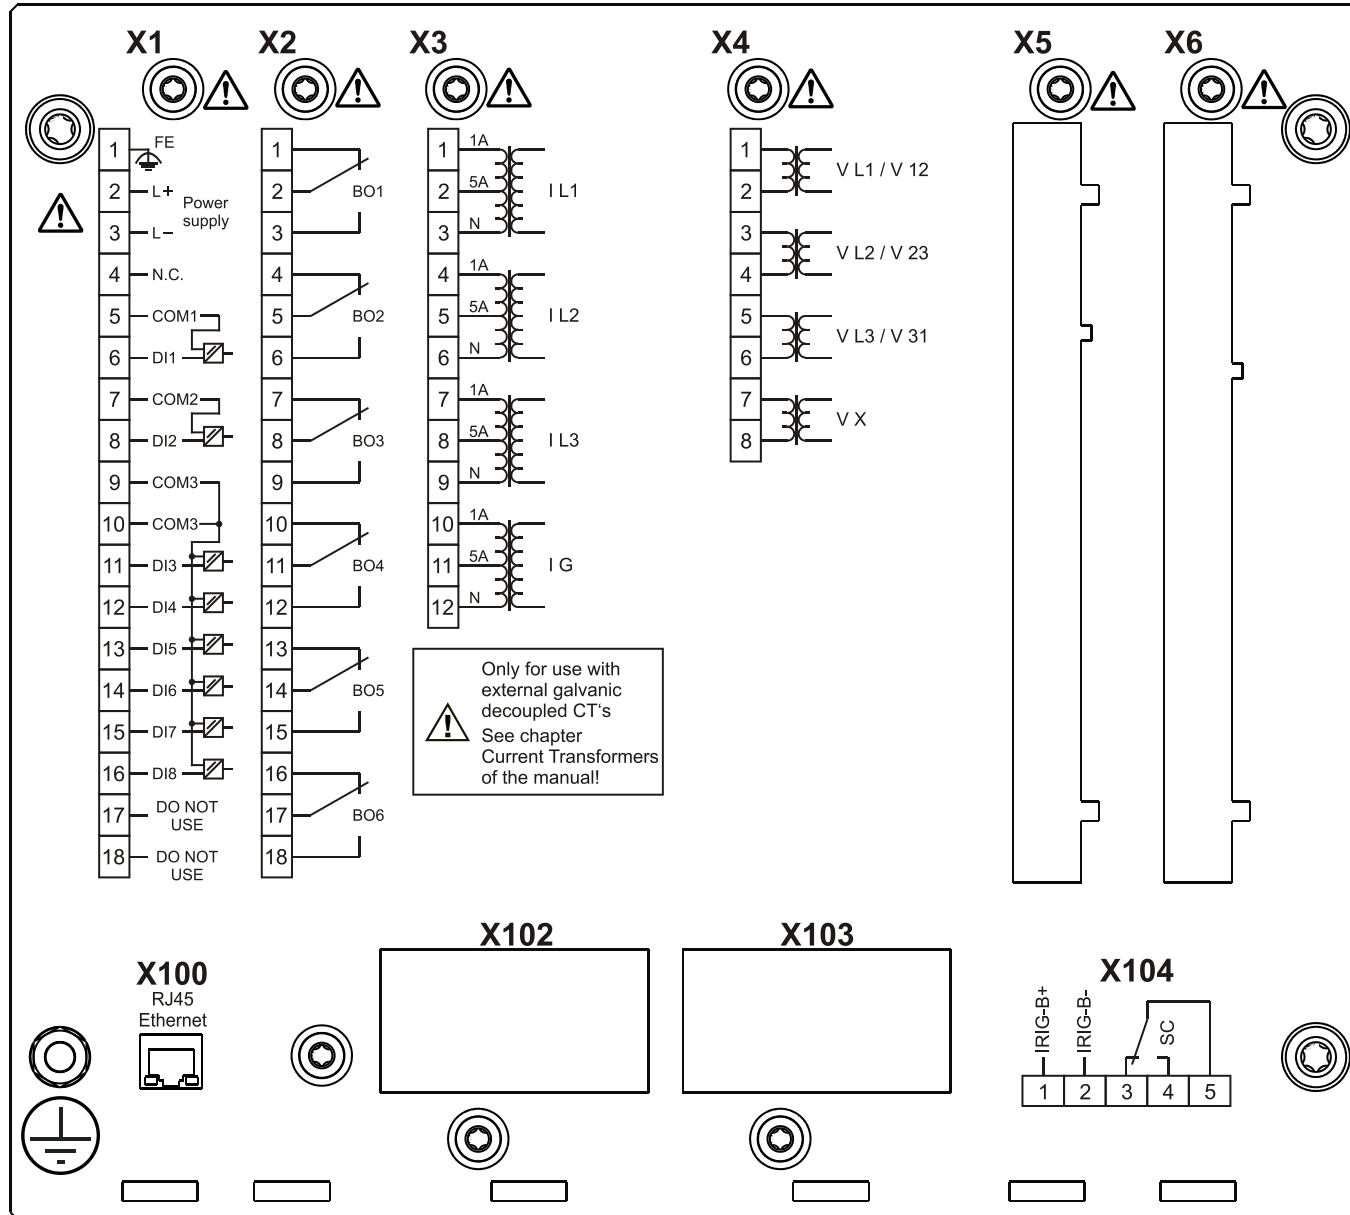 X1
X2
X3
X4
X5
X6
1 FE
2 L+
Power
supply
3 L–
4 N.C.
5 COM1
6 DI1
7 COM2
8 DI2
9 COM3
10 COM3
11 DI3
12 DI4
13 DI5
14 DI6
15 DI7
16 DI8
17 DO NOT
USE
18 DO NOT
USE
1
2 BO1
3
4
5 BO2
6
7
8 BO3
9
10
11 BO4
12
13
14 BO5
15
16
17 BO6
18
1 1A
2 5A I L1
3 N
4 1A
5 5A I L2
6 N
7 1A
8 5A I L3
9 N
10 1A
11 5A I G
12 N
Only for use with
external galvanic
decoupled CT‘s
See chapter
Current Transformers
of the manual!
1
V L1 / V 12
2
3
V L2 / V 23
4
5
V L3 / V 31
6
7
V X
8
X100
RJ45
Ethernet
X102
X103
X104
IRIG-B+
IRIG-B-
SC
1 2 3 4 5